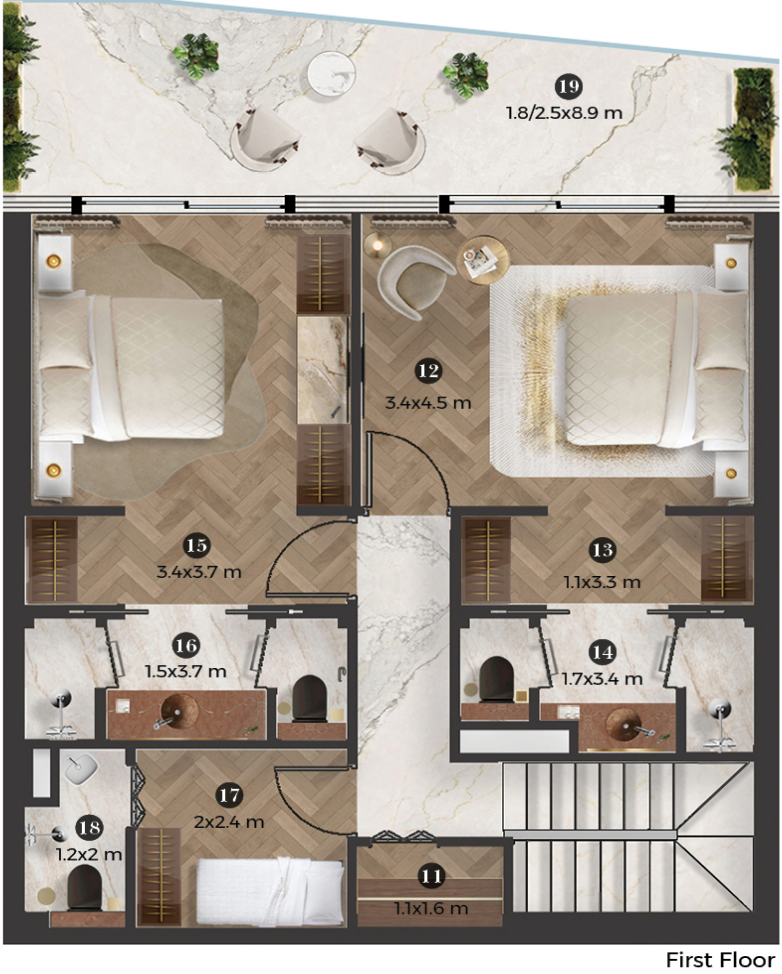 19
1.8/2.5x8.9 m
12
3.4x4.5 m
15
3.4x3.7 m
13
1.1x3.3 m
16
1.5x3.7 m
14
1.7x3.4 m
17
2x2.4 m
18
1.2x2 m
11
1.1x1.6 m
First Floor